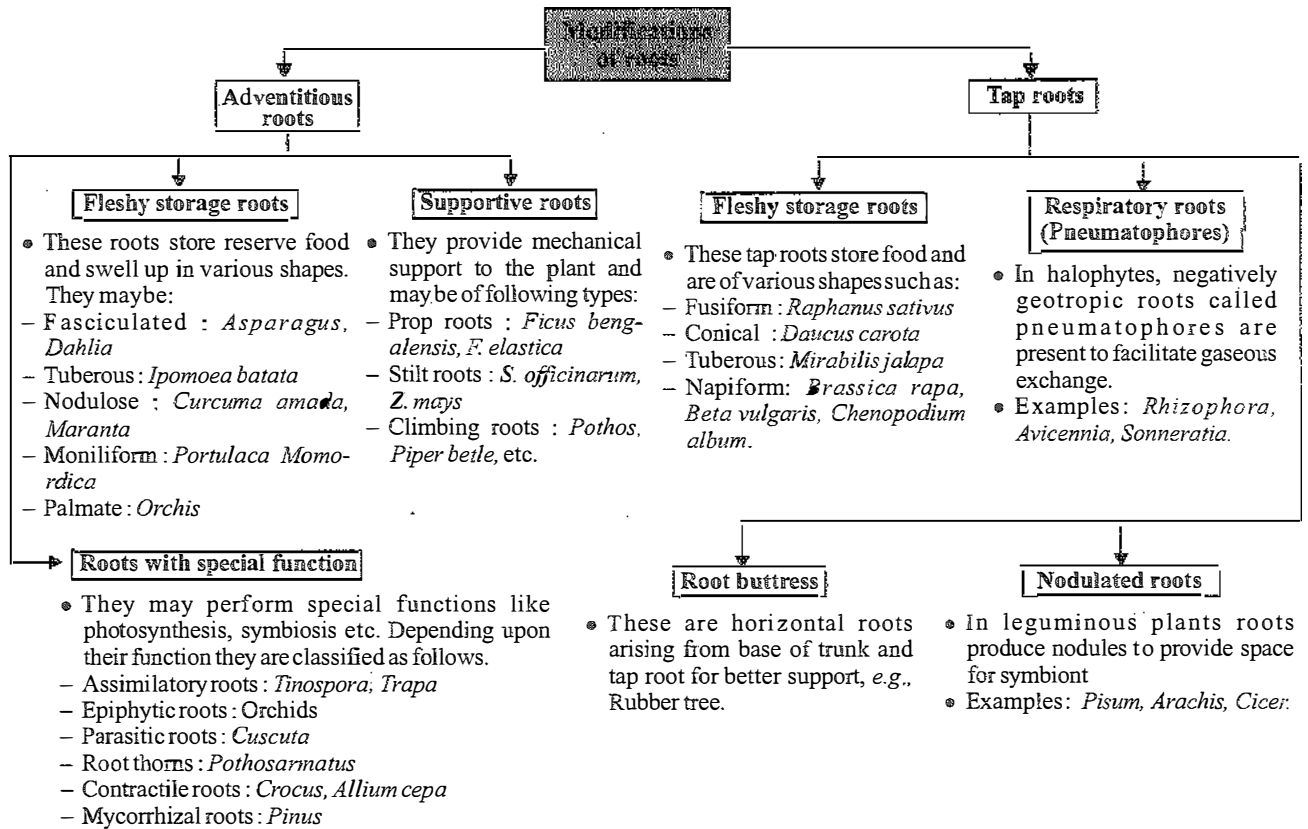 Modifications
of roots
Adventitious
roots
Tap roots
Fleshy storage roots
• These roots store reserve food
and swell up in various shapes.
They maybe:
– Fasciculated : Asparagus,
Dahlia
– Tuberous : Ipomoea batata
– Nodulose : Curcuma amada,
Maranta
– Moniliform : Portulaca Momo-
rdica
– Palmate : Orchis
Supportive roots
• They provide mechanical
support to the plant and
may be of following types:
– Prop roots : Ficus beng-
alensis, F. elastica
– Stilt roots : S. officinarum,
Z. mays
– Climbing roots : Pothos,
Piper betle, etc.
Fleshy storage roots
• These tap roots store food and
are of various shapes such as:
– Fusiform : Raphanus sativus
– Conical : Daucus carota
– Tuberous: Mirabilis jalapa
– Napiform: Brassica rapa,
Beta vulgaris, Chenopodium
album.
Respiratory roots
(Pneumatophores)
• In halophytes, negatively
geotropic roots called
pneumatophores are
present to facilitate gaseous
exchange.
• Examples: Rhizophora,
Avicennia, Sonneratia.
Roots with special function
• They may perform special functions like
photosynthesis, symbiosis etc. Depending upon
their function they are classified as follows.
– Assimilatory roots : Tinospora, Trapa
– Epiphytic roots : Orchids
– Parasitic roots : Cuscuta
– Root thorns : Pothosarmatus
– Contractile roots : Crocus, Allium cepa
– Mycorrhizal roots : Pinus
Root buttress
• These are horizontal roots
arising from base of trunk and
tap root for better support, e.g.,
Rubber tree.
Nodulated roots
• In leguminous plants roots
produce nodules to provide space
for symbiont
• Examples: Pisum, Arachis, Cicer.